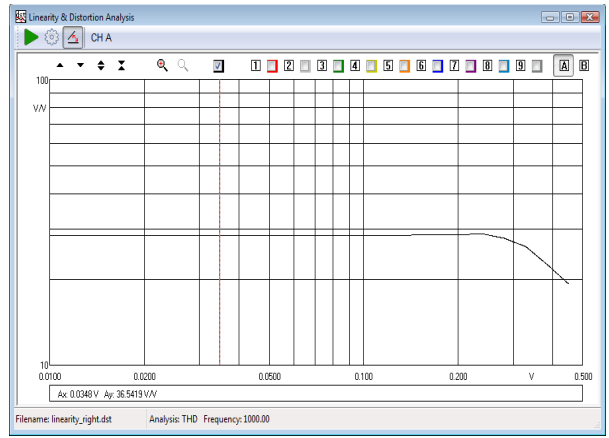 Linearity & Distortion Analysis
CH A
1 2 3 4 5 6 7 8 9 A B
100
V/V
10
0.0100 0.0200 0.0500 0.100 0.200 V 0.500
Ax: 0.0348 V Ay: 36.5419 V/V
Filename: linearity_right.dst Analysis: THD Frequency: 1000.00